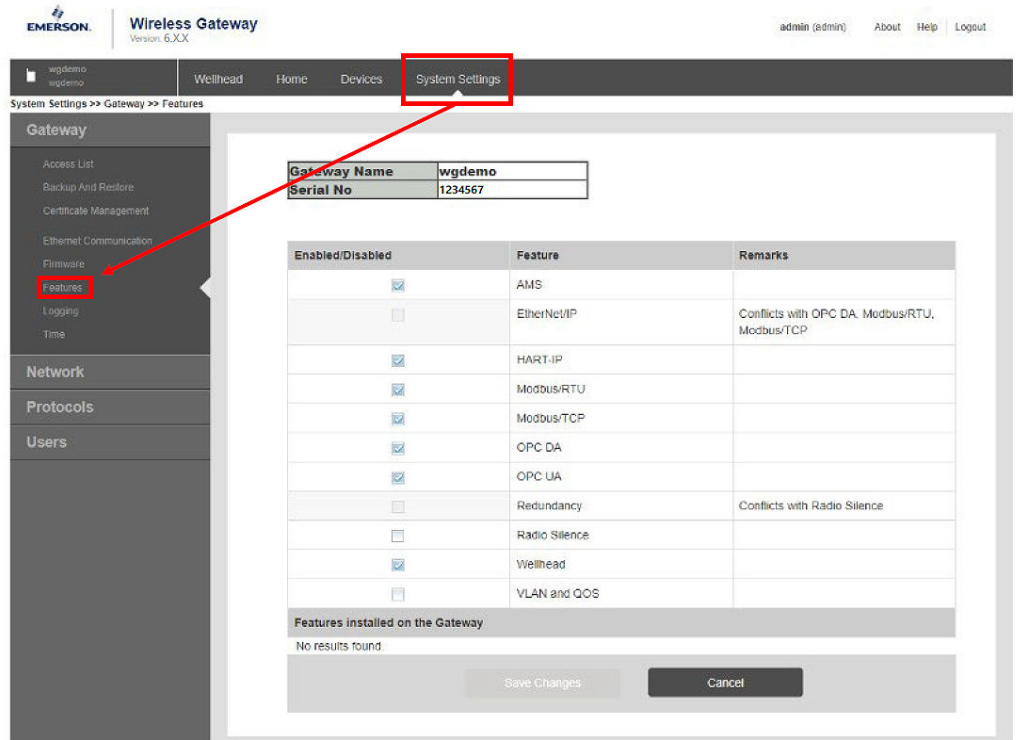 EMERSON.
Wireless Gateway
Version: 6.X.X
admin (admin) About Help Logout
wgdemo
wgdemo
Wellhead Home Devices System Settings
System Settings >> Gateway >> Features
Gateway
Access List
Backup And Restore
Certificate Management
Ethernet Communication
Firmware
Features
Logging
Time
Network
Protocols
Users
Gateway Name wgdemo
Serial No 1234567
Enabled/Disabled Feature Remarks
AMS
EtherNet/IP Conflicts with OPC DA, Modbus/RTU,
Modbus/TCP
HART-IP
Modbus/RTU
Modbus/TCP
OPC DA
OPC UA
Redundancy Conflicts with Radio Silence
Radio Silence
Wellhead
VLAN and QOS
Features installed on the Gateway
No results found
Save Changes Cancel